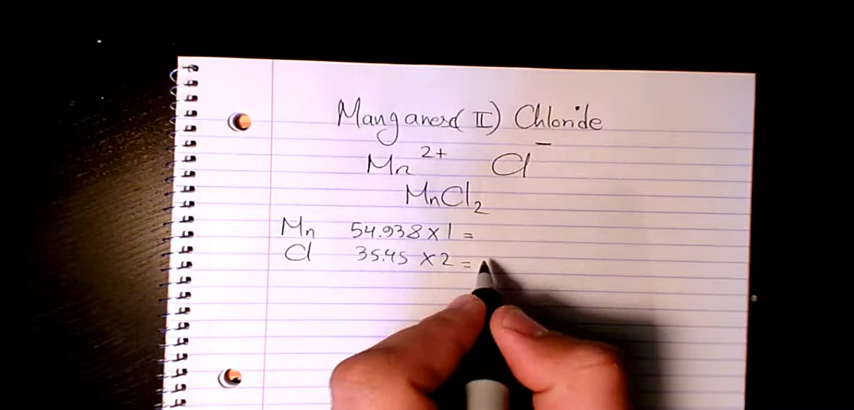 Manganese(II) Chloride
Mn²⁺ Cl⁻
MnCl₂
Mn 54.938 × 1 =
Cl 35.45 × 2 =